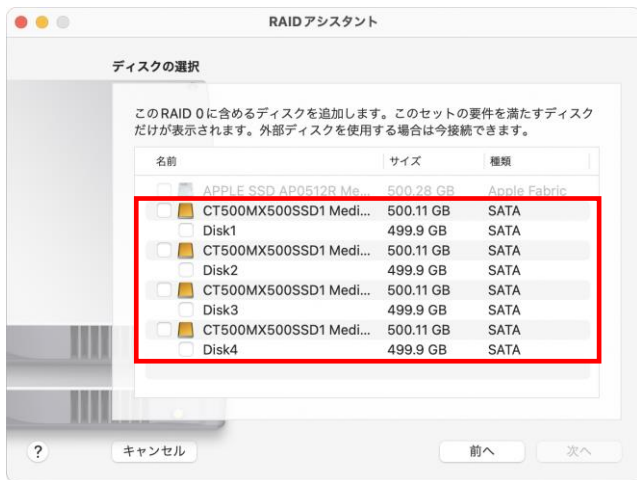 RAIDアシスタント
ディスクの選択
このRAID 0に含めるディスクを追加します。このセットの要件を満たすディスク
だけが表示されます。外部ディスクを使用する場合は今接続できます。
名前 サイズ 種類
APPLE SSD AP0512R Me... 500.28 GB Apple Fabric
CT500MX500SSD1 Medi... 500.11 GB SATA
Disk1 499.9 GB SATA
CT500MX500SSD1 Medi... 500.11 GB SATA
Disk2 499.9 GB SATA
CT500MX500SSD1 Medi... 500.11 GB SATA
Disk3 499.9 GB SATA
CT500MX500SSD1 Medi... 500.11 GB SATA
Disk4 499.9 GB SATA
? キャンセル 前へ 次へ